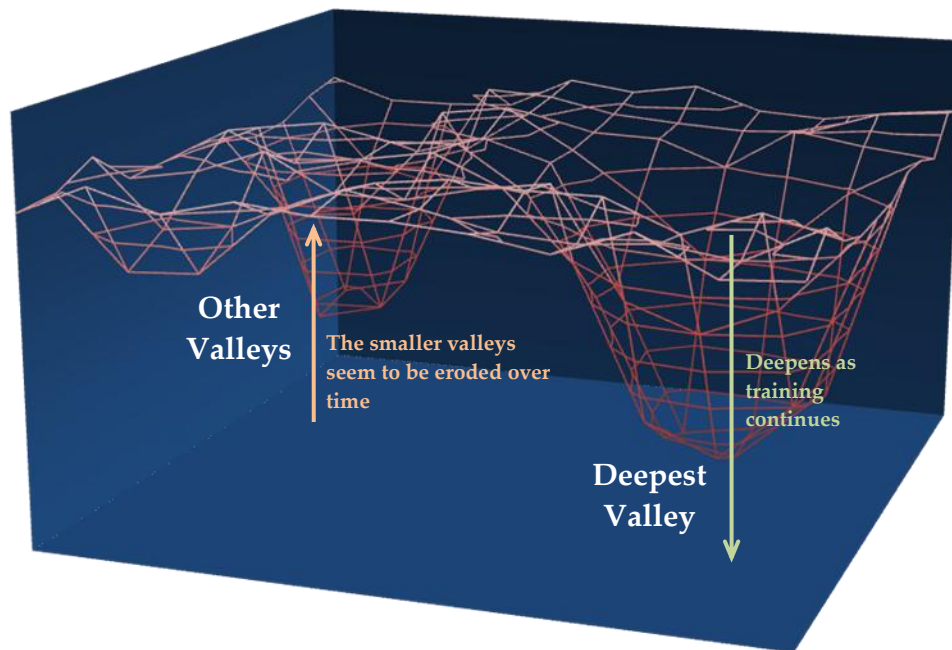 Other
Valleys
The smaller valleys
seem to be eroded over
time
Deepens as
training
continues
Deepest
Valley